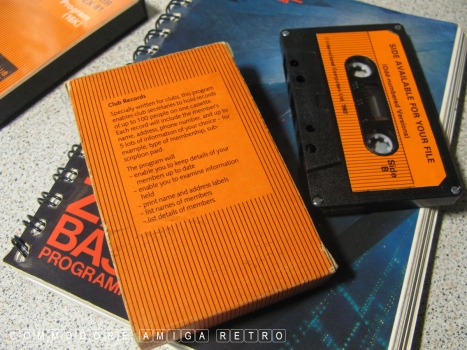 Program
(16K)
Club Records
Specially written for clubs, this program
enables club secretaries to hold records
of up to 100 people on one cassette.
Each record will include the member's
name, address, phone number, and up to
5 lots of information of your choice - for
example, type of membership, sub-
scription paid.
The program will
- enable you to keep details of your
members up to date
- enable you to examine information
held
- print name and address labels
- list names of members
- list details of members.
SIDE AVAILABLE FOR YOUR FILE
(Odd-numbered Versions)
Side
B
BAS
PROGRAMM
COMMODORE AMIGA RETRO